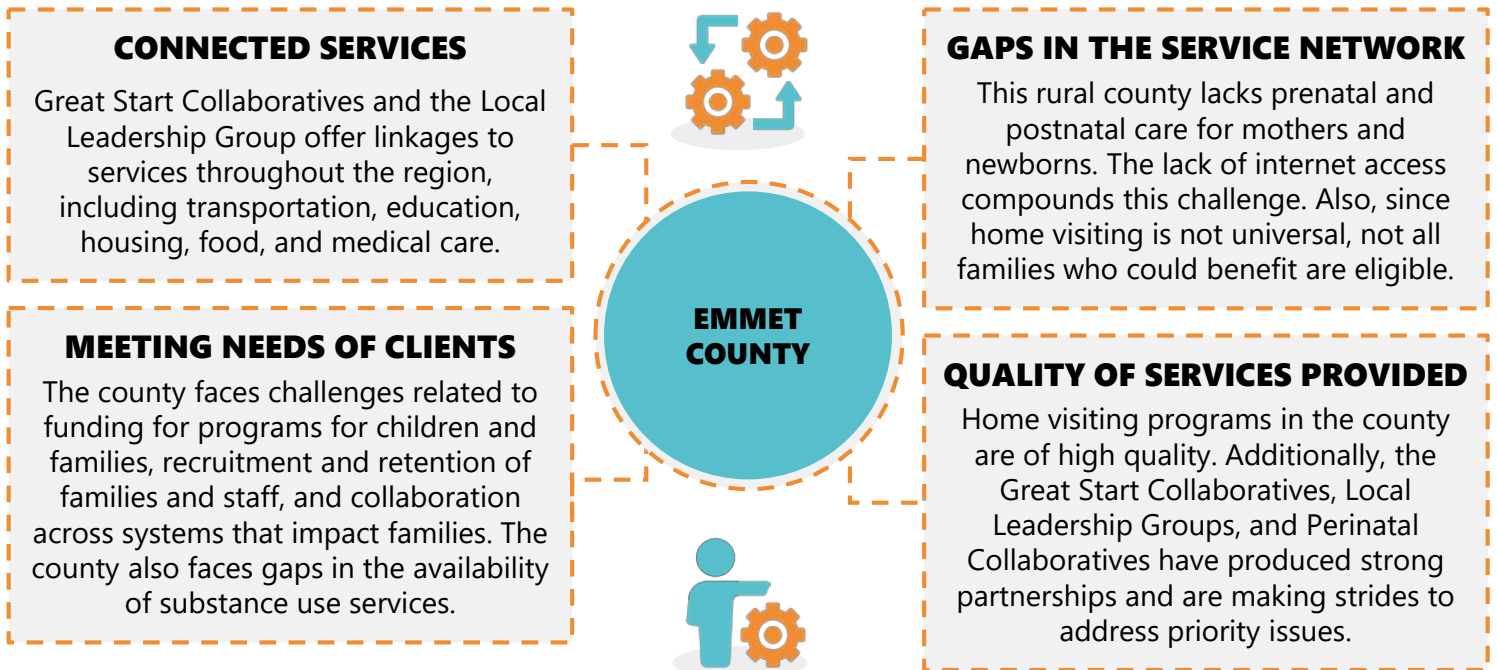 CONNECTED SERVICES
Great Start Collaboratives and the Local
Leadership Group offer linkages to
services throughout the region,
including transportation, education,
housing, food, and medical care.
MEETING NEEDS OF CLIENTS
The county faces challenges related to
funding for programs for children and
families, recruitment and retention of
families and staff, and collaboration
across systems that impact families. The
county also faces gaps in the availability
of substance use services.
EMMET
COUNTY
GAPS IN THE SERVICE NETWORK
This rural county lacks prenatal and
postnatal care for mothers and
newborns. The lack of internet access
compounds this challenge. Also, since
home visiting is not universal, not all
families who could benefit are eligible.
QUALITY OF SERVICES PROVIDED
Home visiting programs in the county
are of high quality. Additionally, the
Great Start Collaboratives, Local
Leadership Groups, and Perinatal
Collaboratives have produced strong
partnerships and are making strides to
address priority issues.